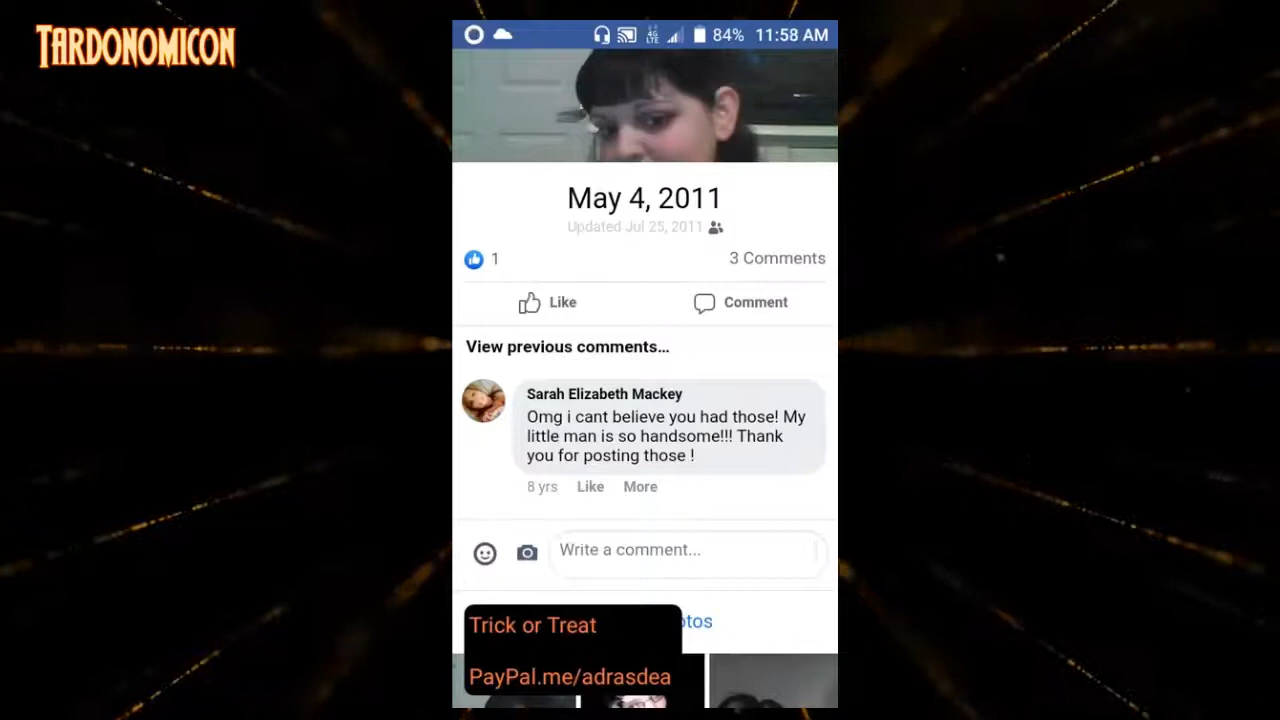 TARDONOMICON
4G
LTE
84% 11:58 AM
May 4, 2011
Updated Jul 25, 2011
1
3 Comments
Like
Comment
View previous comments...
Sarah Elizabeth Mackey
Omg i cant believe you had those! My
little man is so handsome!!! Thank
you for posting those !
8 yrs Like More
Write a comment...
Trick or Treat
otos
PayPal.me/adrasdea